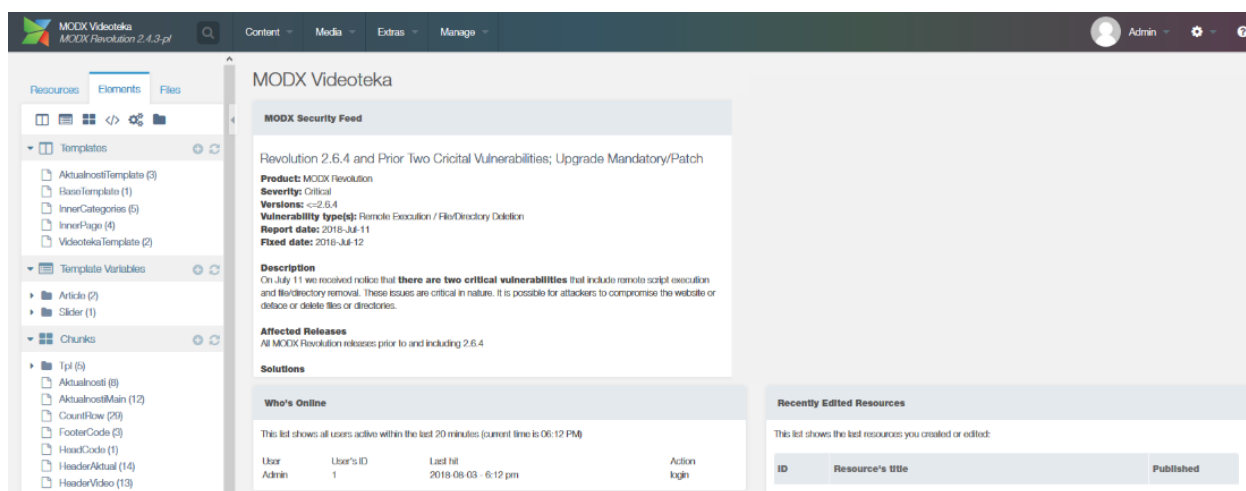 MODX Videoteka
MODX Revolution 2.4.3-pl
Content
Media
Extras
Manage
Admin
Resources
Elements
Files
Templates
AktualnostiTemplate (3)
BaseTemplate (1)
InnerCategories (5)
InnerPage (4)
VideotekaTemplate (2)
Template Variables
Article (2)
Slider (1)
Chunks
Tpl (5)
Aktualnosti (8)
AktualnostiMain (12)
CountRow (29)
FooterCode (3)
HeadCode (1)
HeaderAktual (14)
HeaderVideo (13)
MODX Videoteka
MODX Security Feed
Revolution 2.6.4 and Prior Two Cricital Vulnerabilities; Upgrade Mandatory/Patch
Product: MODX Revolution
Severity: Critical
Versions: <=2.6.4
Vulnerability type(s): Remote Execution / File/Directory Deletion
Report date: 2018-Jul-11
Fixed date: 2018-Jul-12
Description
On July 11 we received notice that there are two critical vulnerabilities that include remote script execution
and file/directory removal. These issues are critical in nature. It is possible for attackers to compromise the website or
deface or delete files or directories.
Affected Releases
All MODX Revolution releases prior to and including 2.6.4
Solutions
Who's Online
This list shows all users active within the last 20 minutes (current time is 06:12 PM)
User User's ID Last hit Action
Admin 1 2018-08-03 - 6:12 pm login
Recently Edited Resources
This list shows the last resources you created or edited:
ID Resource's title Published